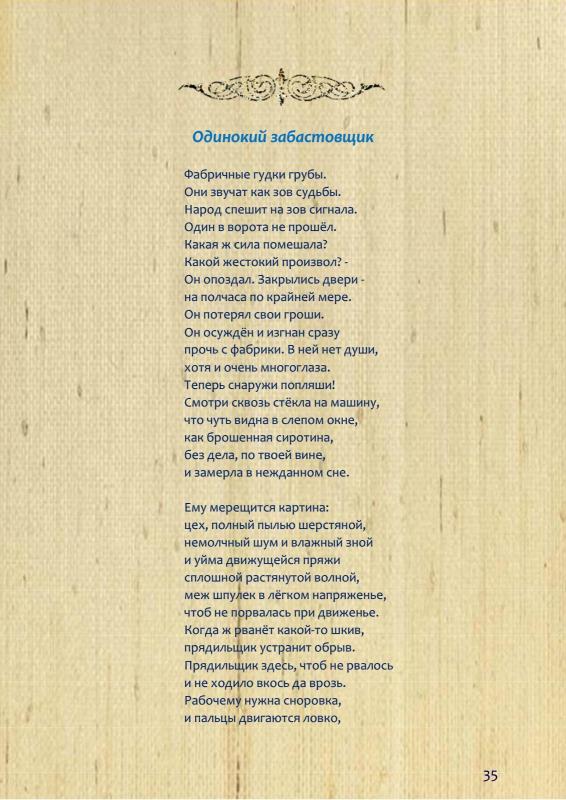 Одинокий забастовщик
Фабричные гудки грубы.
Они звучат как зов судьбы.
Народ спешит на зов сигнала.
Один в ворота не прошёл.
Какая ж сила помешала?
Какой жестокий произвол? -
Он опоздал. Закрылись двери -
на полчаса по крайней мере.
Он потерял свои гроши.
Он осуждён и изгнан сразу
прочь с фабрики. В ней нет души,
хотя и очень многоглаза.
Теперь снаружи попляши!
Смотри сквозь стёкла на машину,
что чуть видна в слепом окне,
как брошенная сиротина,
без дела, по твоей вине,
и замерла в нежданном сне.

Ему мерещится картина:
цех, полный пылью шерстяной,
немолчный шум и влажный зной
и уйма движущейся пряжи
сплошной растянутой волной,
меж шпулек в лёгком напряженье,
чтоб не порвалась при движенье.
Когда ж рванёт какой-то шкив,
прядильщик устранит обрыв.
Прядильщик здесь, чтоб не рвалось
и не ходило вкось да врозь.
Рабочему нужна сноровка,
и пальцы двигаются ловко,
35